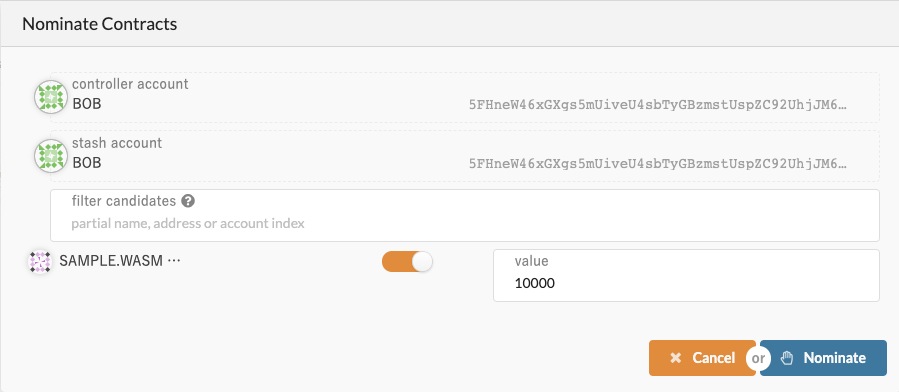 Nominate Contracts
controller account
BOB 5FHneW46xGXgs5mUiveU4sbTyGBzmstUspZC92UhjJM6…
stash account
BOB 5FHneW46xGXgs5mUiveU4sbTyGBzmstUspZC92UhjJM6…
filter candidates ?
partial name, address or account index
SAMPLE.WASM ⋯
value
10000
Cancel or Nominate